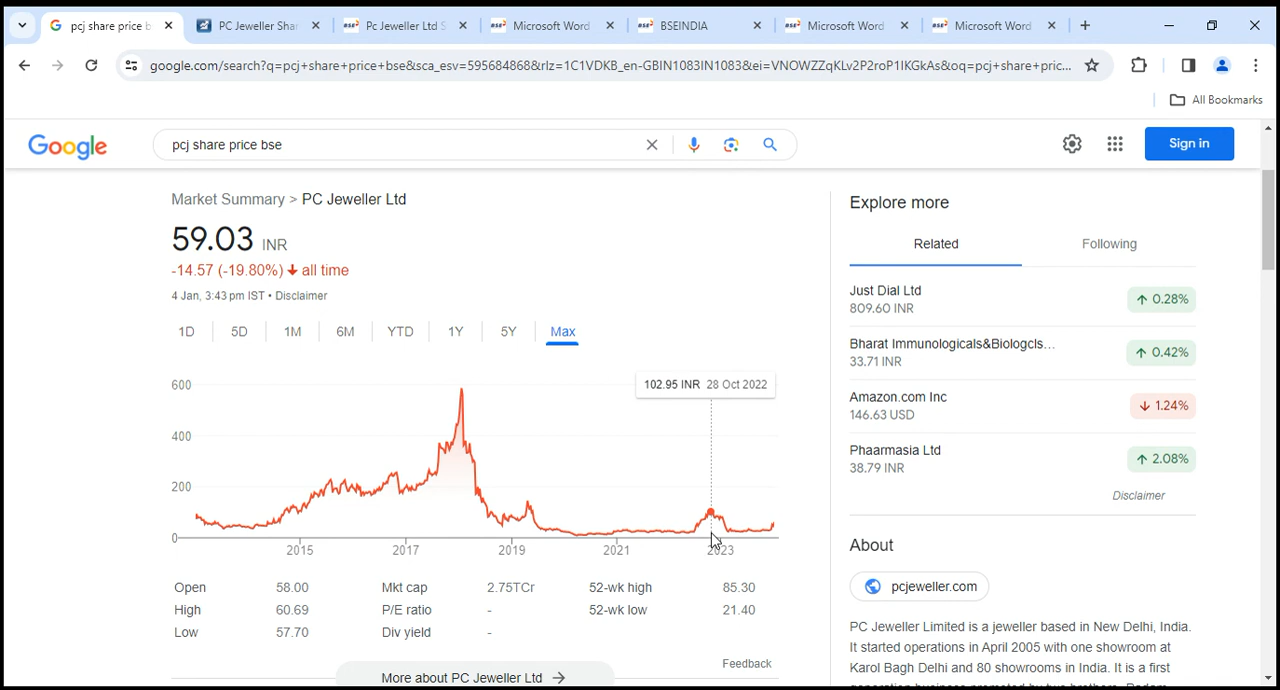 pcj share price b
PC Jeweller Shar
Pc Jeweller Ltd S
Microsoft Word
BSEINDIA
Microsoft Word
Microsoft Word
google.com/search?q=pcj+share+price+bse&sca_esv=595684868&rlz=1C1VDKB_en-GBIN1083IN1083&ei=VNOWZZqKLv2P2roP1IKGkAs&oq=pcj+share+pric...
All Bookmarks
Google
pcj share price bse
Sign in
Market Summary > PC Jeweller Ltd
59.03 INR
-14.57 (-19.80%) all time
4 Jan, 3:43 pm IST • Disclaimer
1D 5D 1M 6M YTD 1Y 5Y Max
102.95 INR 28 Oct 2022
600
400
200
0
2015 2017 2019 2021 2023
Open 58.00 Mkt cap 2.75TCr 52-wk high 85.30
High 60.69 P/E ratio - 52-wk low 21.40
Low 57.70 Div yield -
Feedback
More about PC Jeweller Ltd
Explore more
Related Following
Just Dial Ltd
809.60 INR
0.28%
Bharat Immunologicals&Biologcls...
33.71 INR
0.42%
Amazon.com Inc
146.63 USD
1.24%
Phaarmasia Ltd
38.79 INR
2.08%
Disclaimer
About
pcjeweller.com
PC Jeweller Limited is a jeweller based in New Delhi, India.
It started operations in April 2005 with one showroom at
Karol Bagh Delhi and 80 showrooms in India. It is a first
generation business promoted by two brothers, Padam